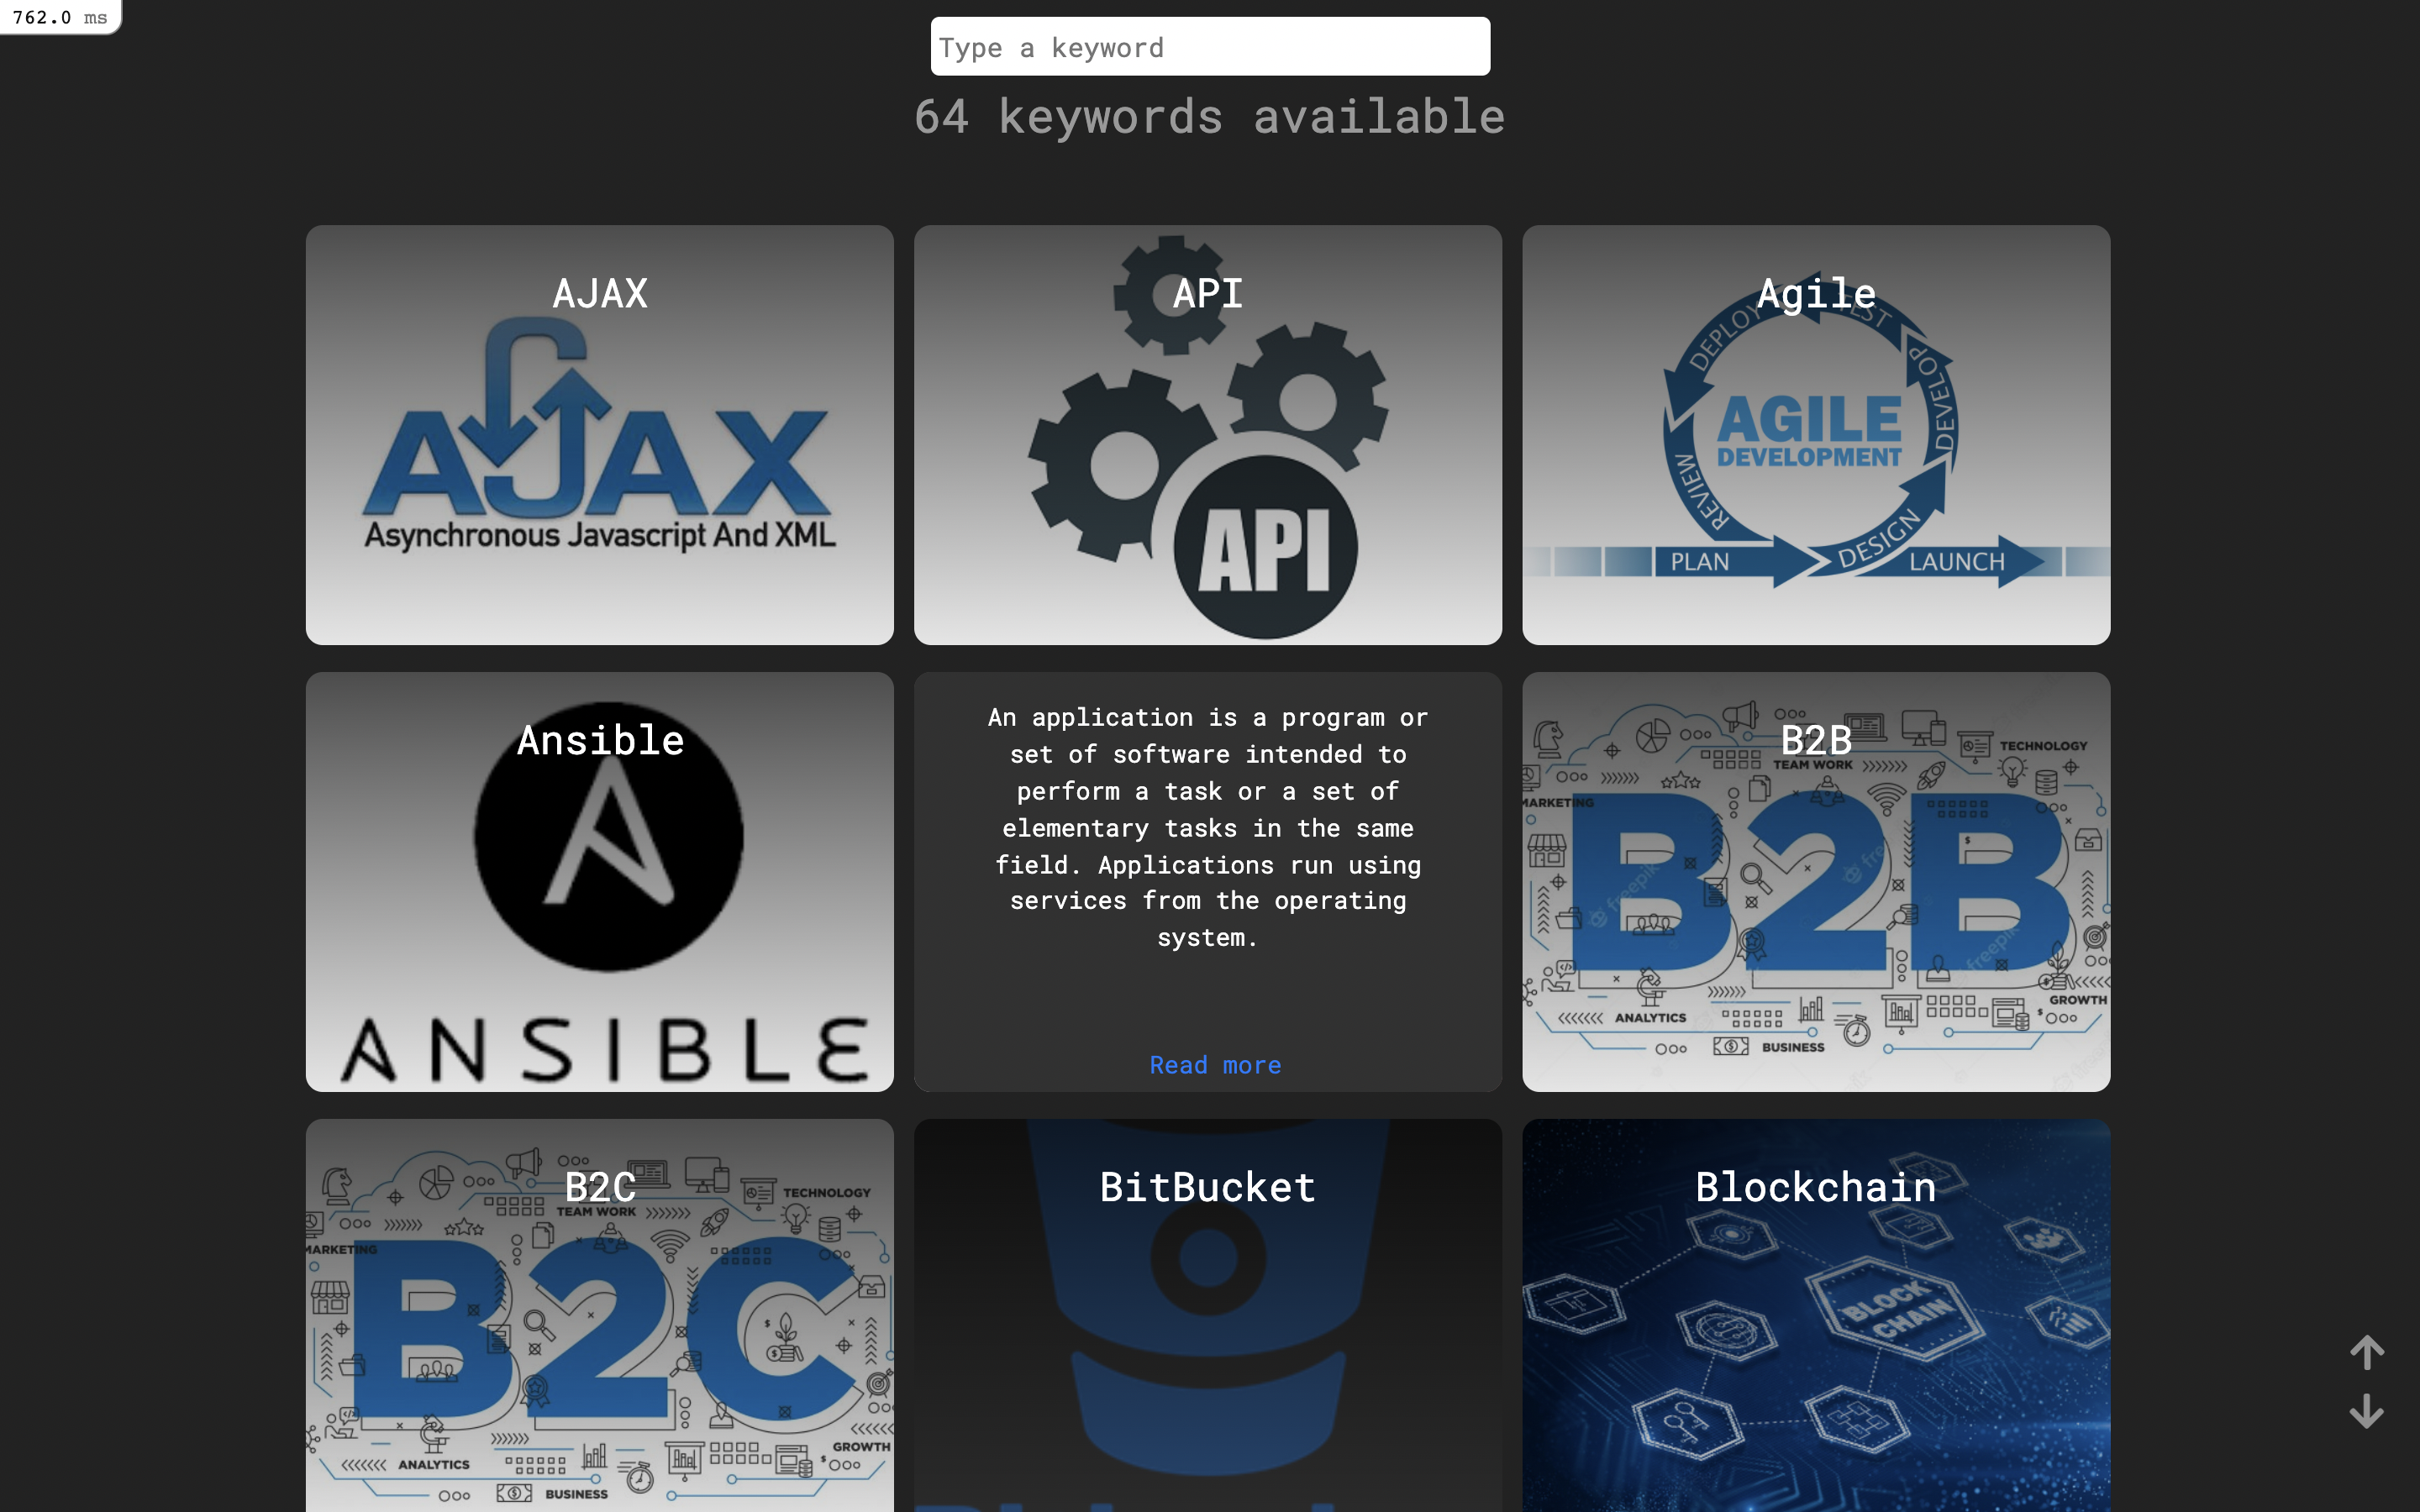 762.0 ms
Type a keyword
64 keywords available
AJAX
AJAX
Asynchronous Javascript And XML
API
API
Agile
DEPLOY
TEST
DEVELOP
AGILE
DEVELOPMENT
REVIEW
DESIGN
PLAN
LAUNCH
Ansible
ANSIBLE
An application is a program or
set of software intended to
perform a task or a set of
elementary tasks in the same
field. Applications run using
services from the operating
system.
Read more
B2B
TECHNOLOGY
TEAM WORK
MARKETING
B2B
freepik
freepik
GROWTH
ANALYTICS
BUSINESS
B2C
TECHNOLOGY
TEAM WORK
MARKETING
B2C
GROWTH
ANALYTICS
BUSINESS
BitBucket
Blockchain
BLOCK
CHAIN